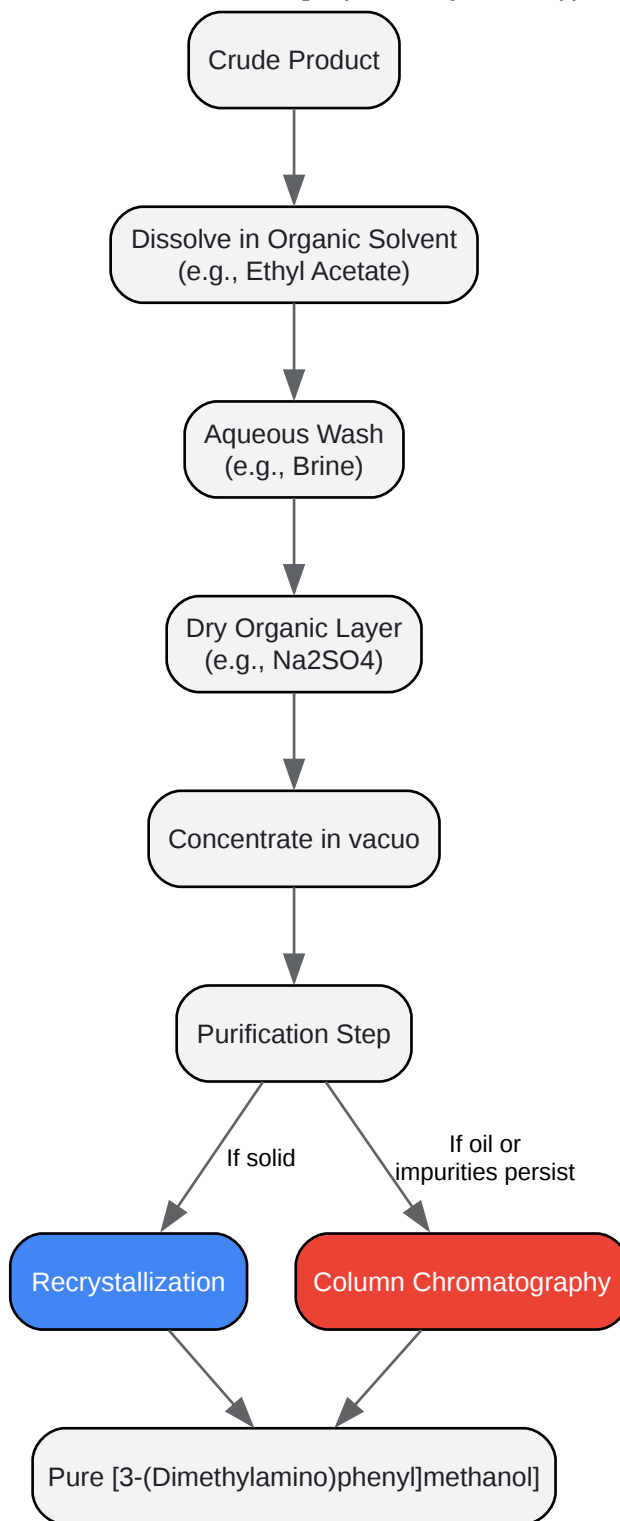 Crude Product
Dissolve in Organic Solvent
(e.g., Ethyl Acetate)
Aqueous Wash
(e.g., Brine)
Dry Organic Layer
(e.g., Na2SO4)
Concentrate in vacuo
Purification Step
If solid
If oil or
impurities persist
Recrystallization
Column Chromatography
Pure [3-(Dimethylamino)phenyl]methanol]